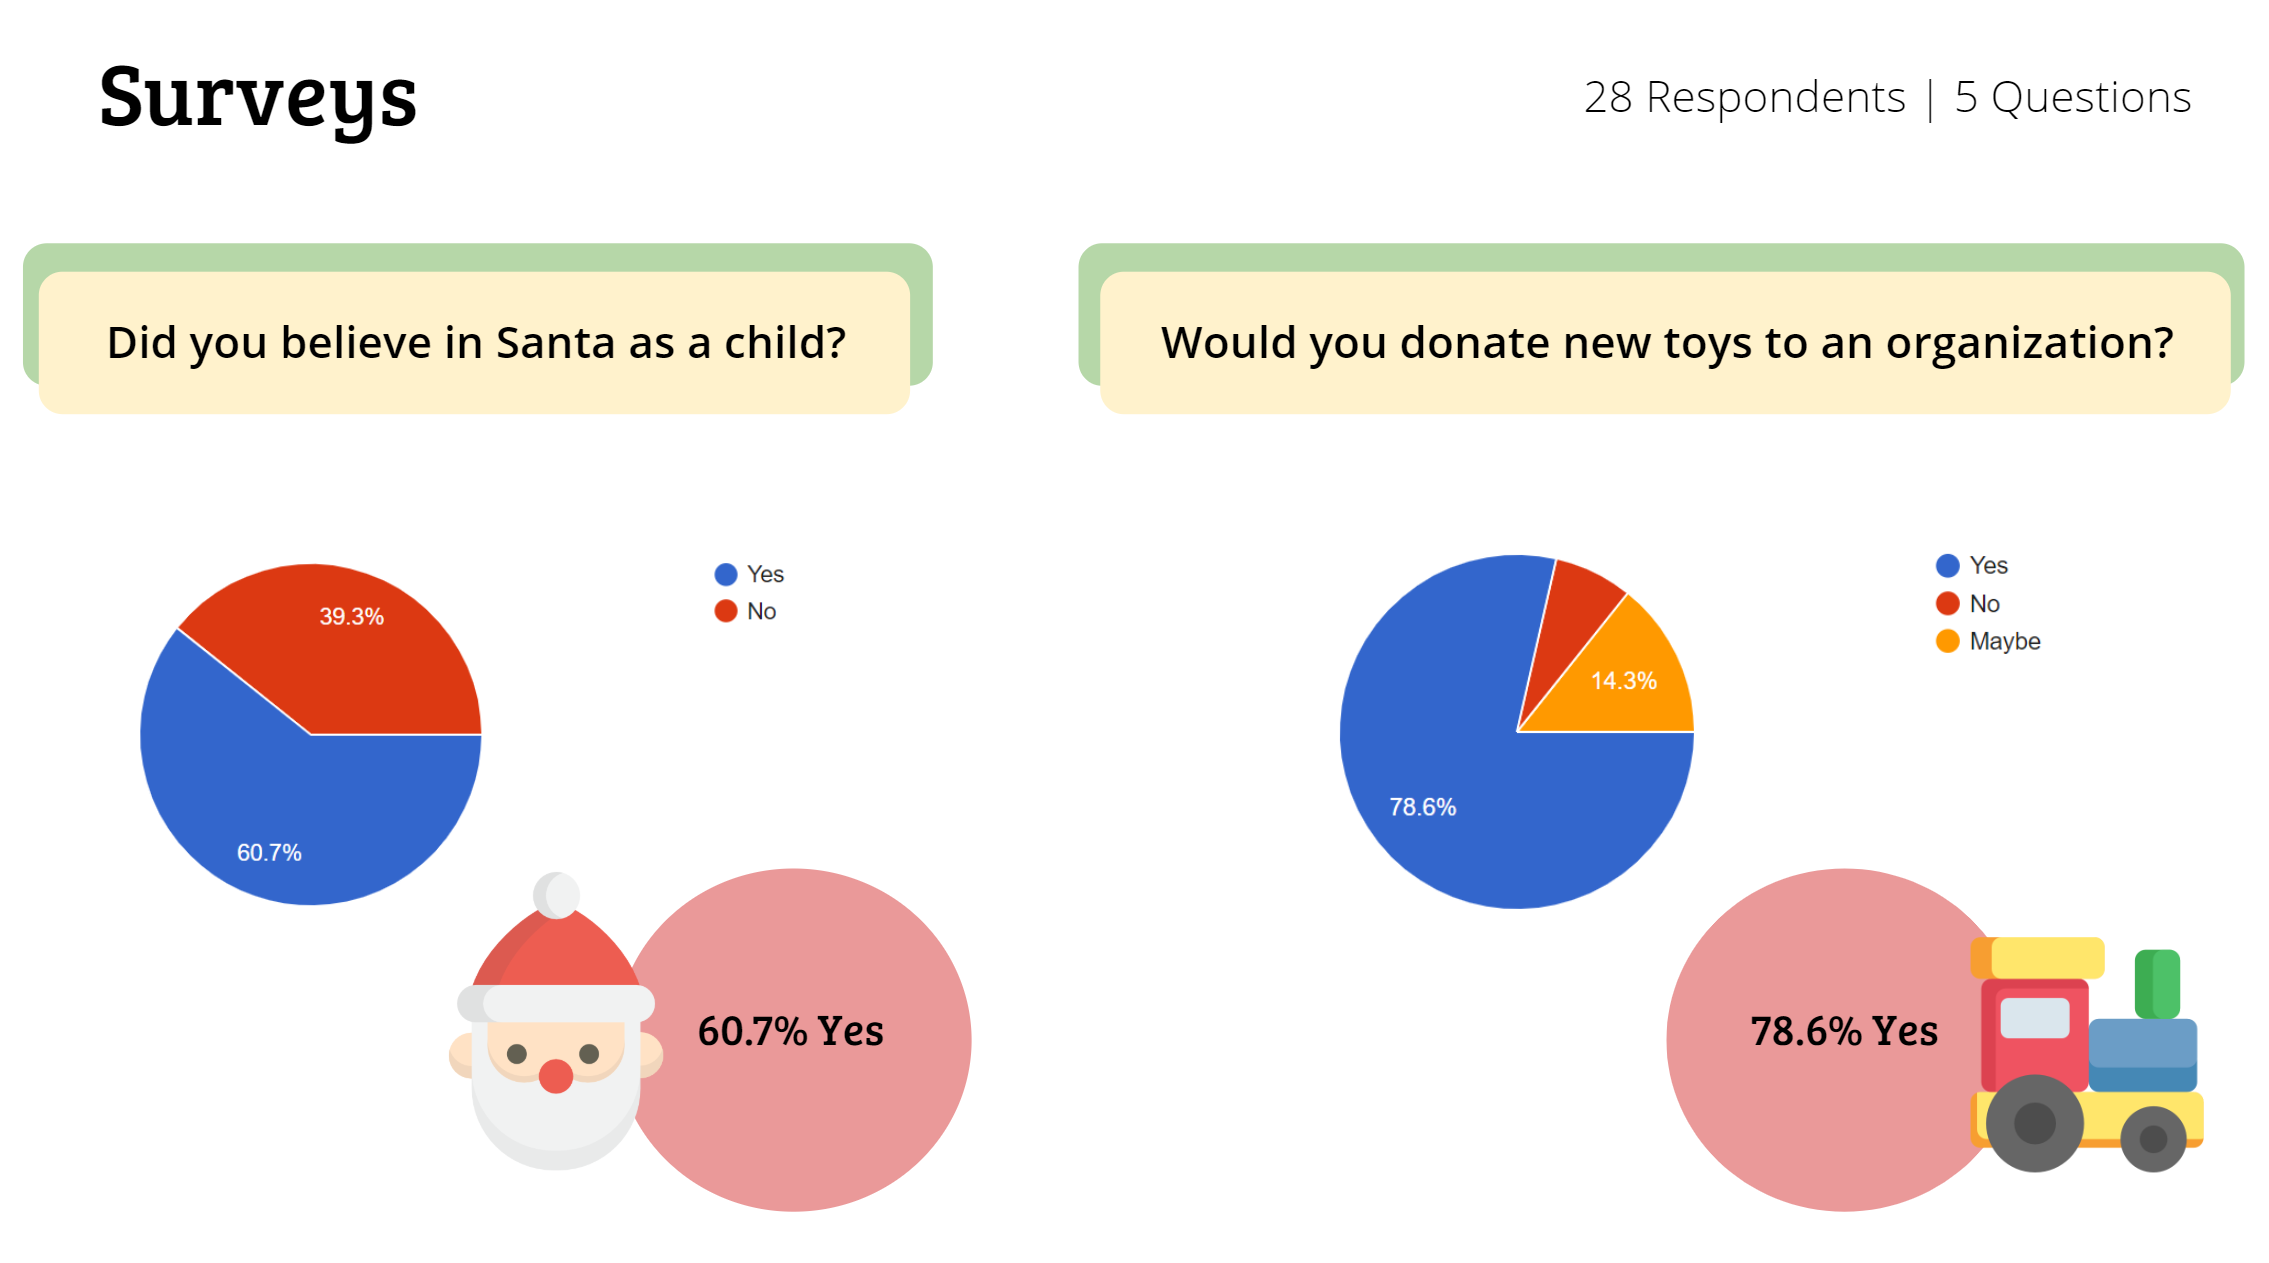 Surveys
28 Respondents | 5 Questions
Did you believe in Santa as a child?
Would you donate new toys to an organization?
39.3%
60.7%
Yes
No
14.3%
78.6%
Yes
No
Maybe
60.7% Yes
78.6% Yes